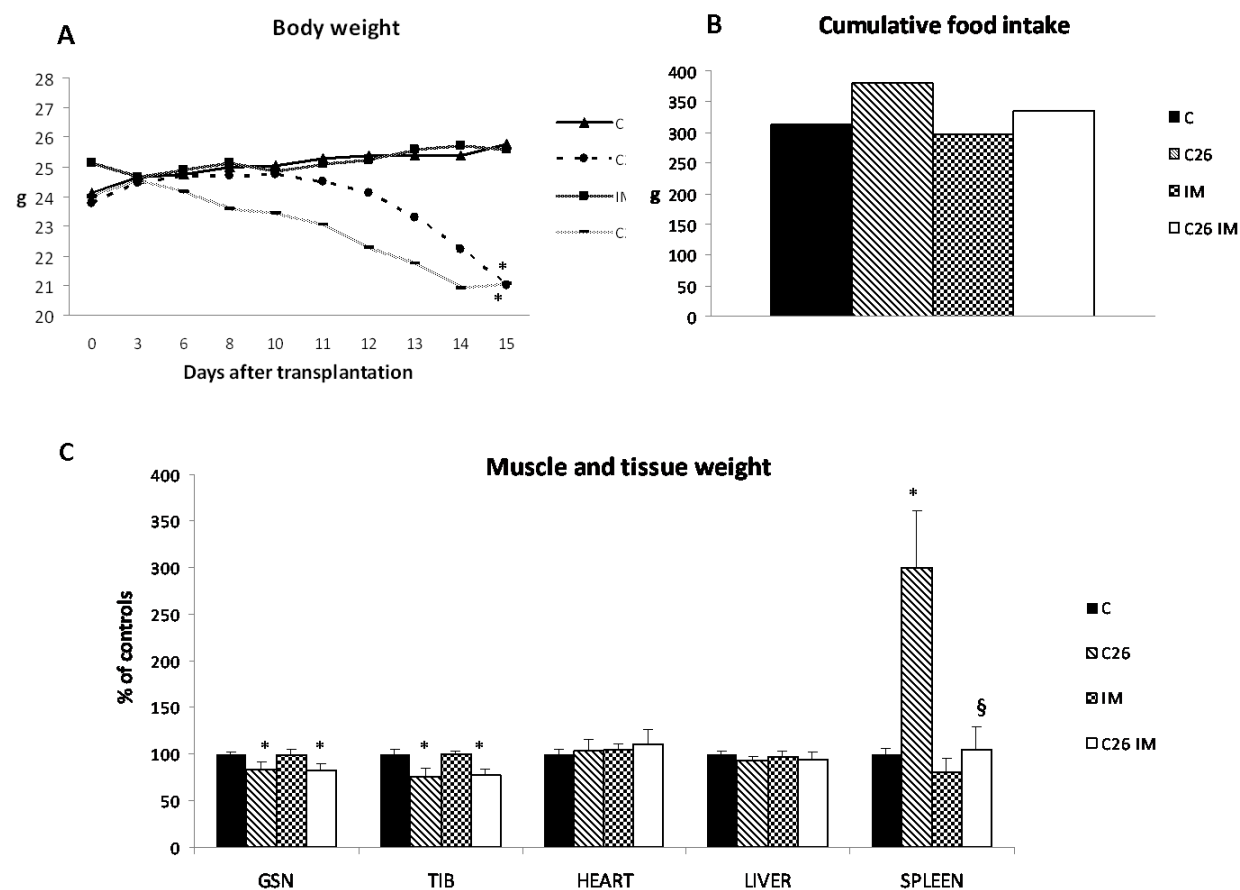 A
Body weight
28
27
26
25
24
23
22
21
20
g
0 3 6 8 10 11 12 13 14 15
Days after transplantation
C
*
*
B
Cumulative food intake
400
350
300
250
200
150
100
50
0
g
C
C26
IM
C26 IM
C
Muscle and tissue weight
400
350
300
250
200
150
100
50
0
% of controls
* * * * * §
GSN TIB HEART LIVER SPLEEN
C
C26
IM
C26 IM